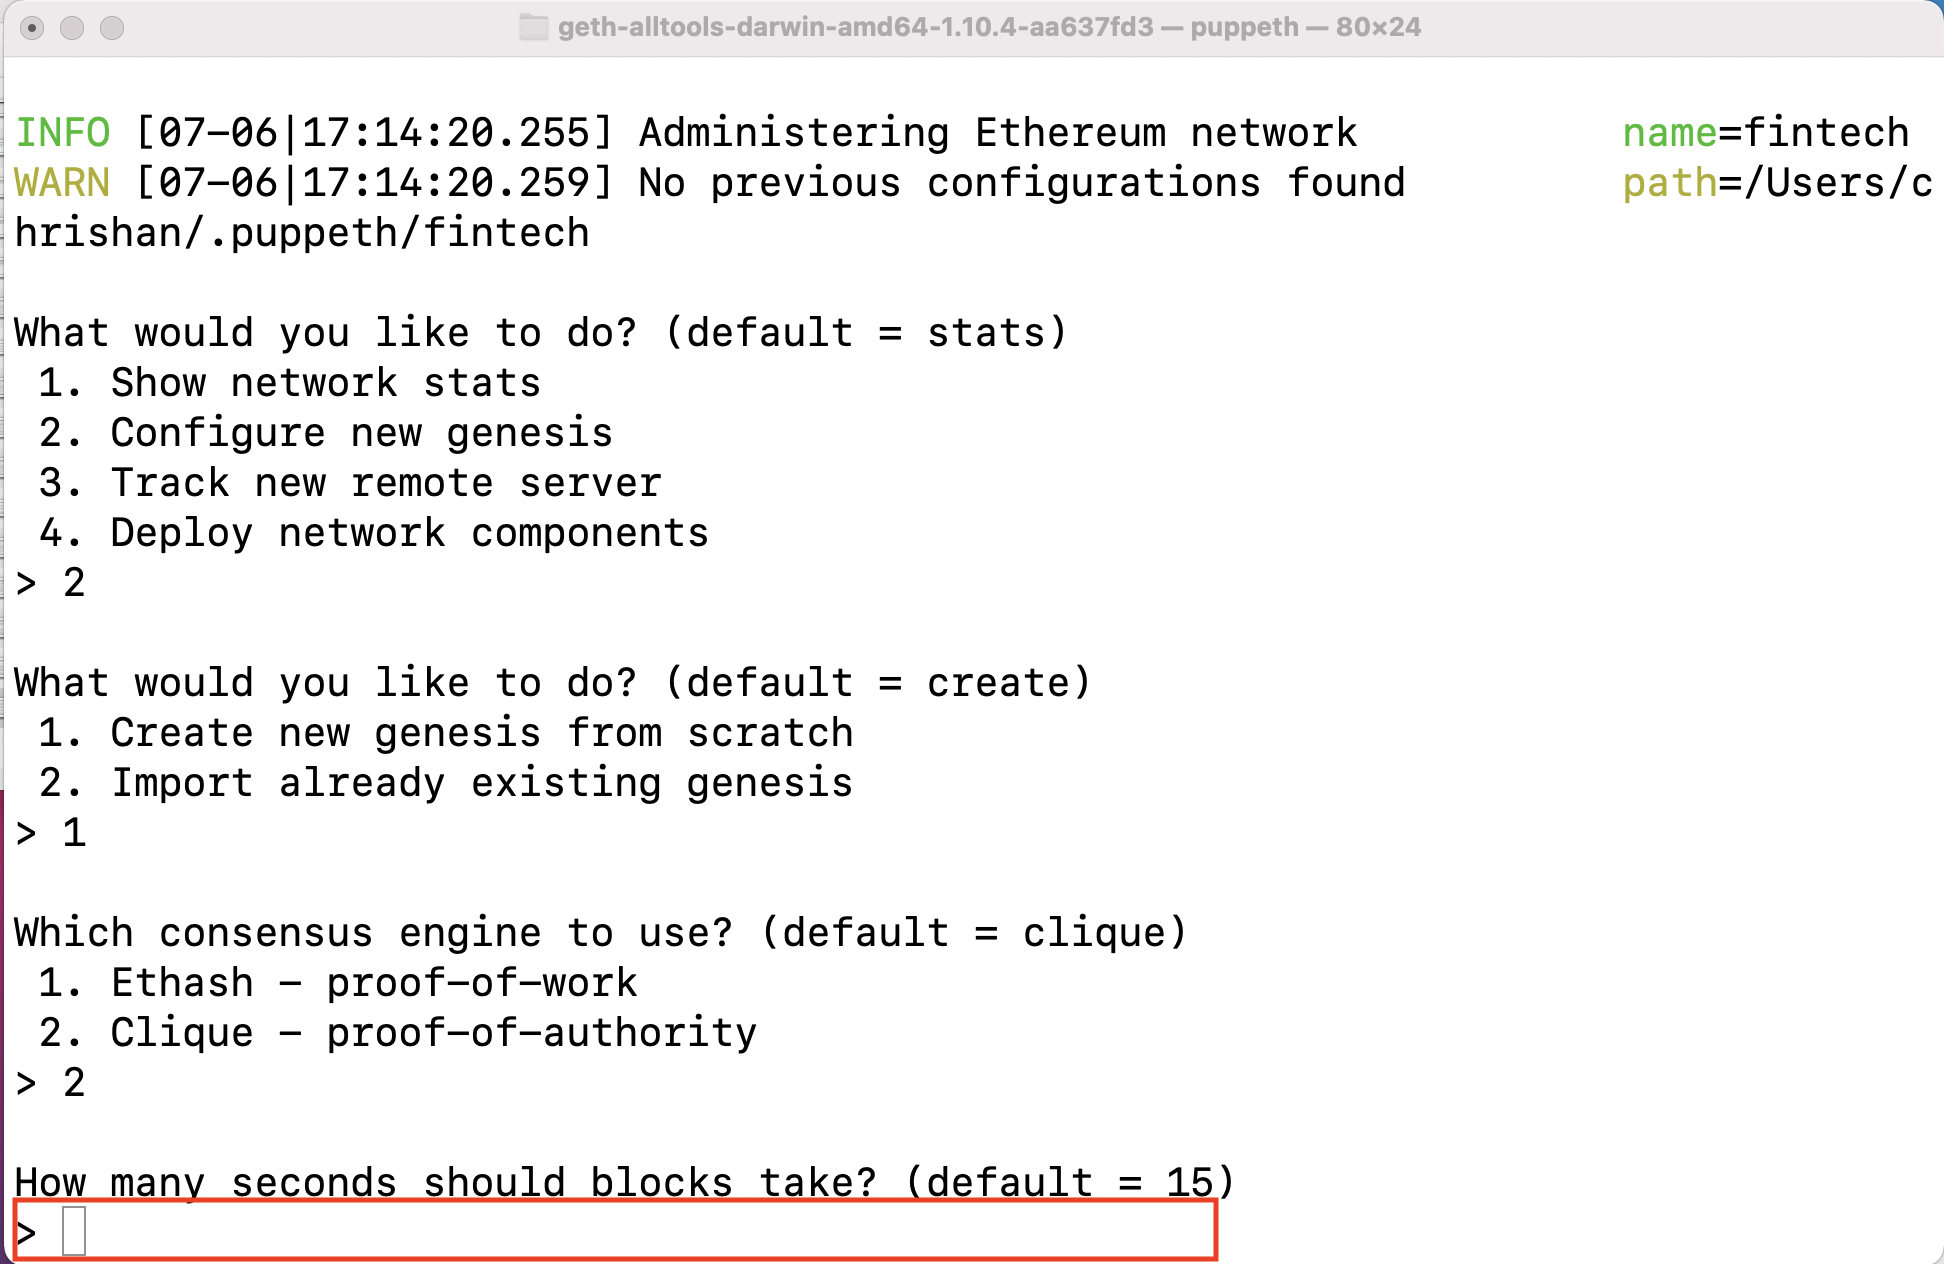 geth-alltools-darwin-amd64-1.10.4-aa637fd3 — puppeth — 80×24
INFO [07-06|17:14:20.255] Administering Ethereum network           name=fintech
WARN [07-06|17:14:20.259] No previous configurations found         path=/Users/c
hrishan/.puppeth/fintech
What would you like to do? (default = stats)
 1. Show network stats
 2. Configure new genesis
 3. Track new remote server
 4. Deploy network components
> 2
What would you like to do? (default = create)
 1. Create new genesis from scratch
 2. Import already existing genesis
> 1
Which consensus engine to use? (default = clique)
 1. Ethash - proof-of-work
 2. Clique - proof-of-authority
> 2
How many seconds should blocks take? (default = 15)
>